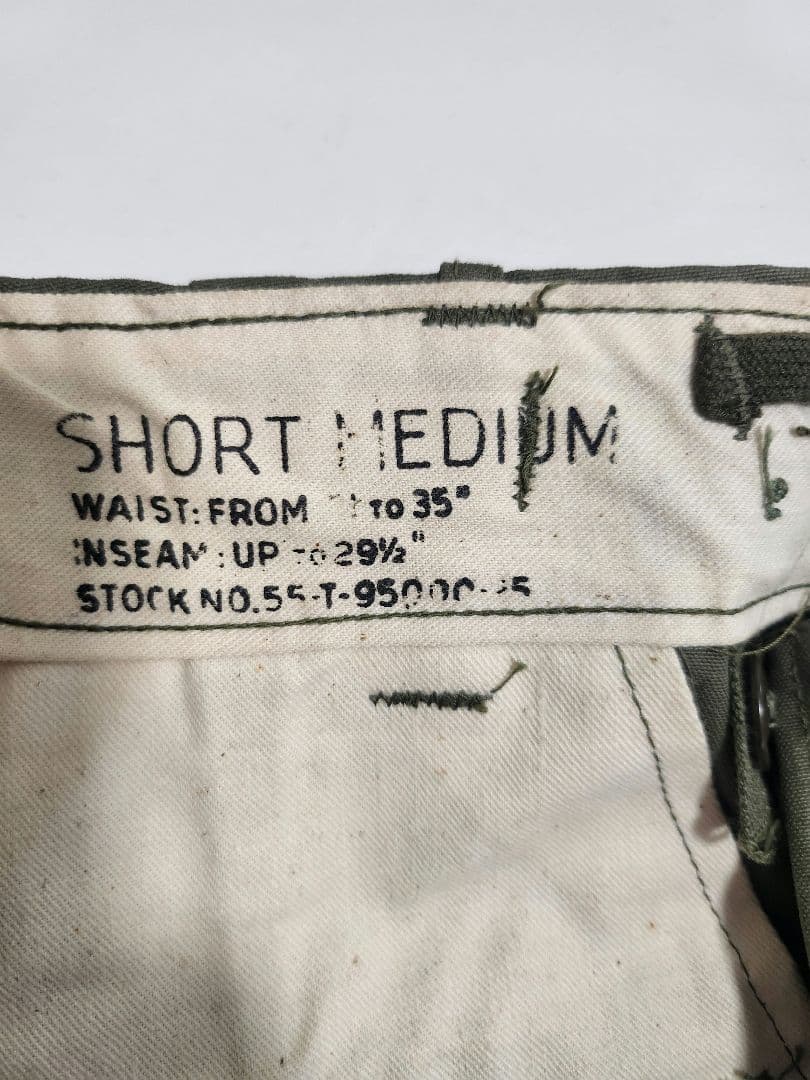 SHORT MEDIUM
WAIST: FROM TO 35"
INSEAM: UP TO 29½"
STOCK NO.